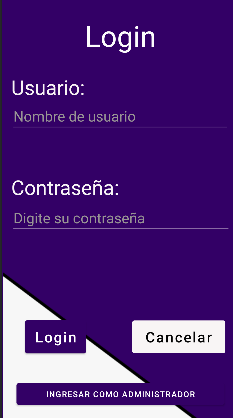 Login
Usuario:
Nombre de usuario
Contraseña:
Digite su contraseña
Login
Cancelar
INGRESAR COMO ADMINISTRADOR